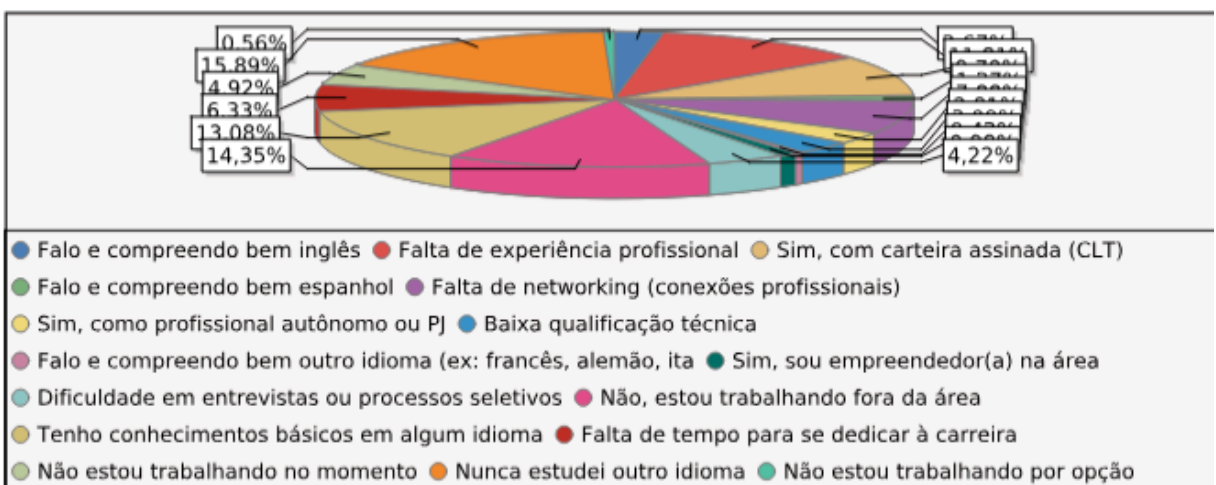 0,56%
15,89%
4,92%
6,33%
13,08%
14,35%
4,22%
Falo e compreendo bem inglês Falta de experiência profissional Sim, com carteira assinada (CLT)
Falo e compreendo bem espanhol Falta de networking (conexões profissionais)
Sim, como profissional autônomo ou PJ Baixa qualificação técnica
Falo e compreendo bem outro idioma (ex: francês, alemão, ita Sim, sou empreendedor(a) na área
Dificuldade em entrevistas ou processos seletivos Não, estou trabalhando fora da área
Tenho conhecimentos básicos em algum idioma Falta de tempo para se dedicar à carreira
Não estou trabalhando no momento Nunca estudei outro idioma Não estou trabalhando por opção